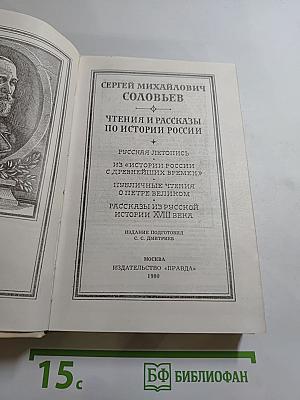 СЕРГЕЙ МИХАЙЛОВИЧ
СОЛОВЬЕВ
ЧТЕНИЯ И РАССКАЗЫ
ПО ИСТОРИИ РОССИИ
РУССКАЯ ЛЕТОПИСЬ
ИЗ «ИСТОРИИ РОССИИ
С ДРЕВНЕЙШИХ ВРЕМЕН»
ПУБЛИЧНЫЕ ЧТЕНИЯ
О ПЕТРЕ ВЕЛИКОМ
РАССКАЗЫ ИЗ РУССКОЙ
ИСТОРИИ XVIII ВЕКА
ИЗДАНИЕ ПОДГОТОВИЛ
С. С. ДМИТРИЕВ
МОСКВА
ИЗДАТЕЛЬСТВО «ПРАВДА»
1990
15с
БФ БИБЛИОФАН